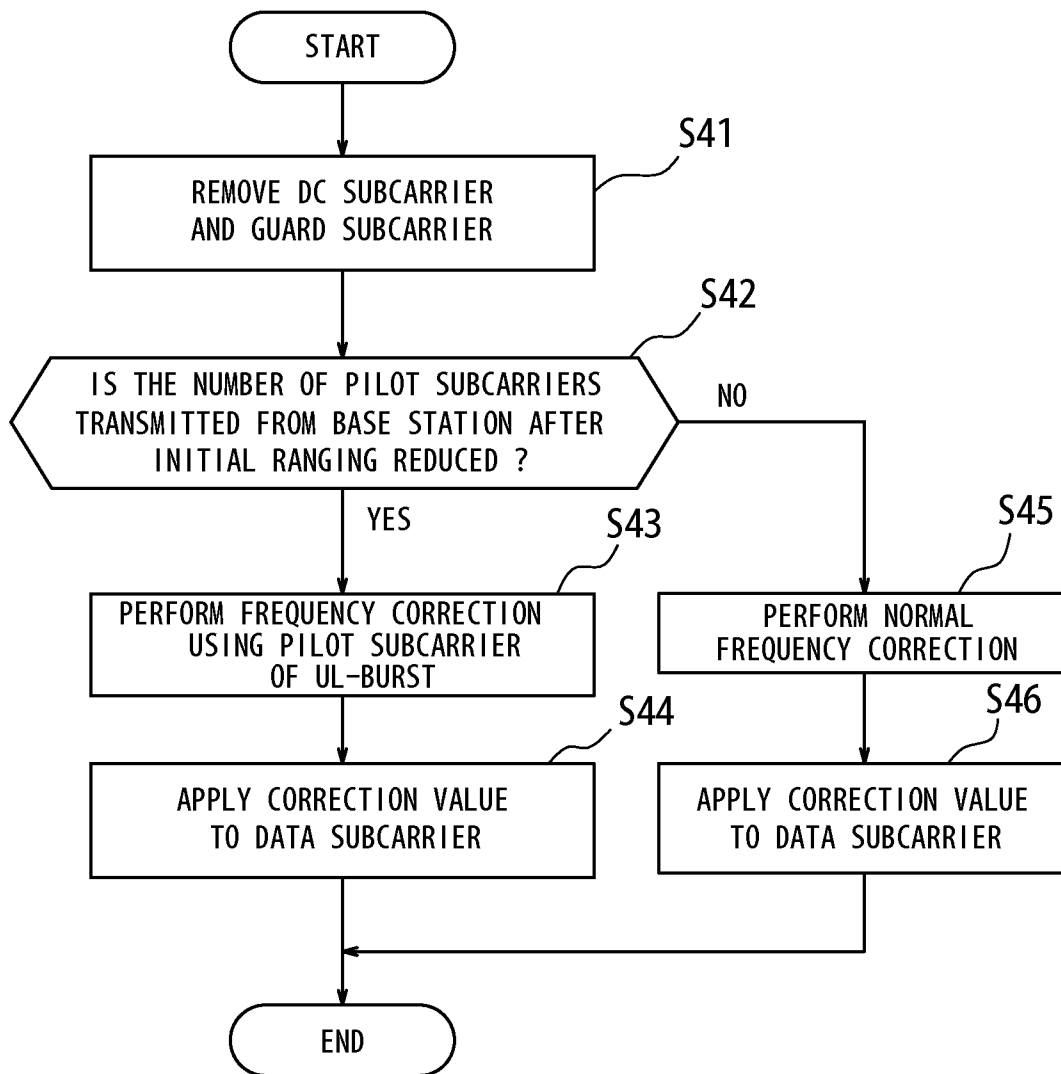 START
S41
REMOVE DC SUBCARRIER
AND GUARD SUBCARRIER
S42
IS THE NUMBER OF PILOT SUBCARRIERS
TRANSMITTED FROM BASE STATION AFTER
INITIAL RANGING REDUCED ?
NO
YES
S43
PERFORM FREQUENCY CORRECTION
USING PILOT SUBCARRIER
OF UL-BURST
S45
PERFORM NORMAL
FREQUENCY CORRECTION
S44
APPLY CORRECTION VALUE
TO DATA SUBCARRIER
S46
APPLY CORRECTION VALUE
TO DATA SUBCARRIER
END